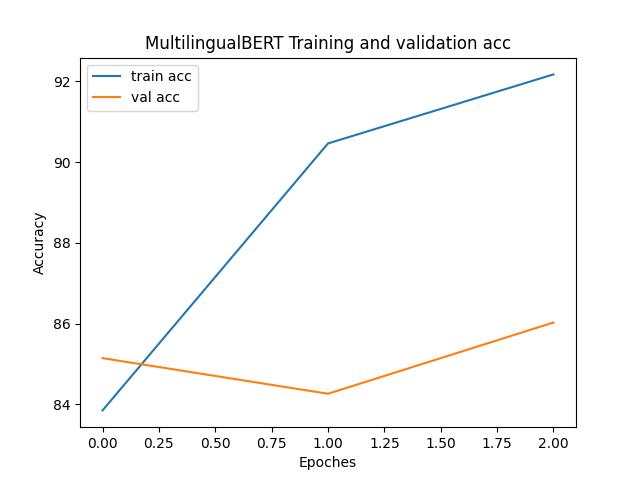 MultilingualBERT Training and validation acc
train acc
val acc
92
90
88
86
84
Accuracy
0.00 0.25 0.50 0.75 1.00 1.25 1.50 1.75 2.00
Epoches